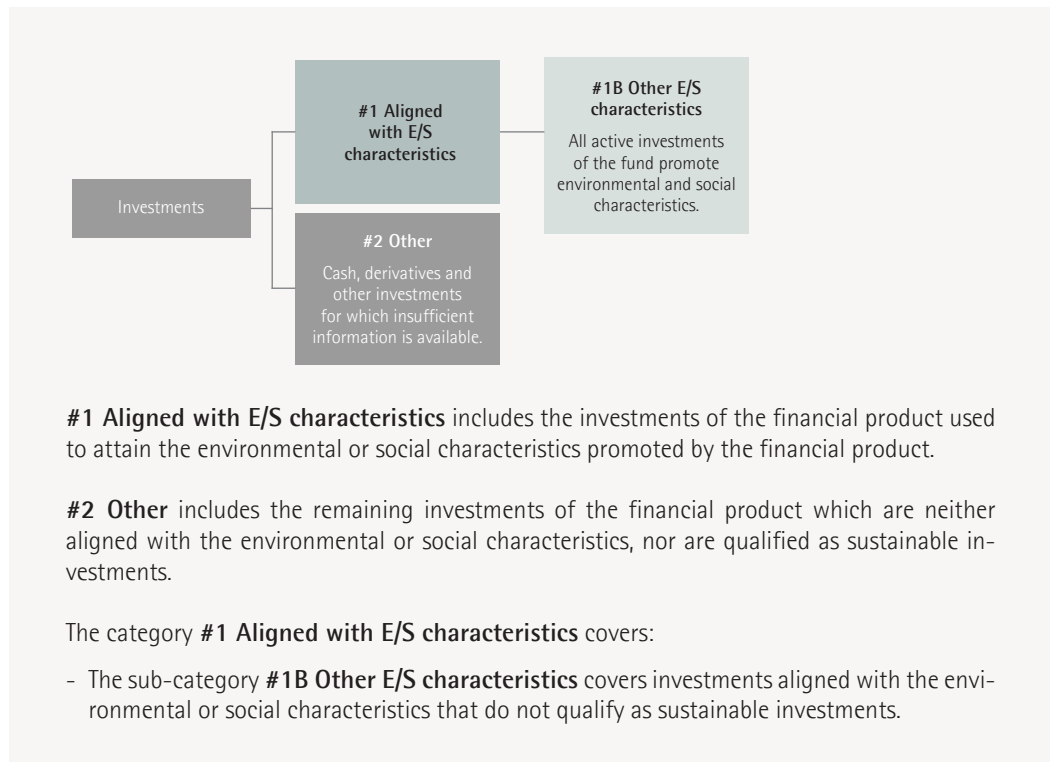 Investments
#1 Aligned
with E/S
characteristics
#1B Other E/S
characteristics
All active investments
of the fund promote
environmental and social
characteristics.
#2 Other
Cash, derivatives and
other investments
for which insufficient
information is available.
#1 Aligned with E/S characteristics includes the investments of the financial product used
to attain the environmental or social characteristics promoted by the financial product.
#2 Other includes the remaining investments of the financial product which are neither
aligned with the environmental or social characteristics, nor are qualified as sustainable in-
vestments.
The category #1 Aligned with E/S characteristics covers:
- The sub-category #1B Other E/S characteristics covers investments aligned with the envi-
ronmental or social characteristics that do not qualify as sustainable investments.